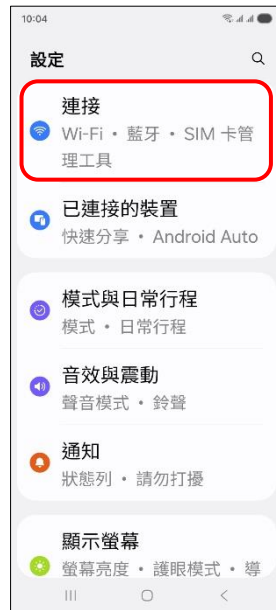 10:04
設定
連接
Wi-Fi • 藍牙 • SIM 卡管
理工具
已連接的裝置
快速分享 • Android Auto
模式與日常行程
模式 • 日常行程
音效與震動
聲音模式 • 鈴聲
通知
狀態列 • 請勿打擾
顯示螢幕
螢幕亮度 • 護眼模式 • 導